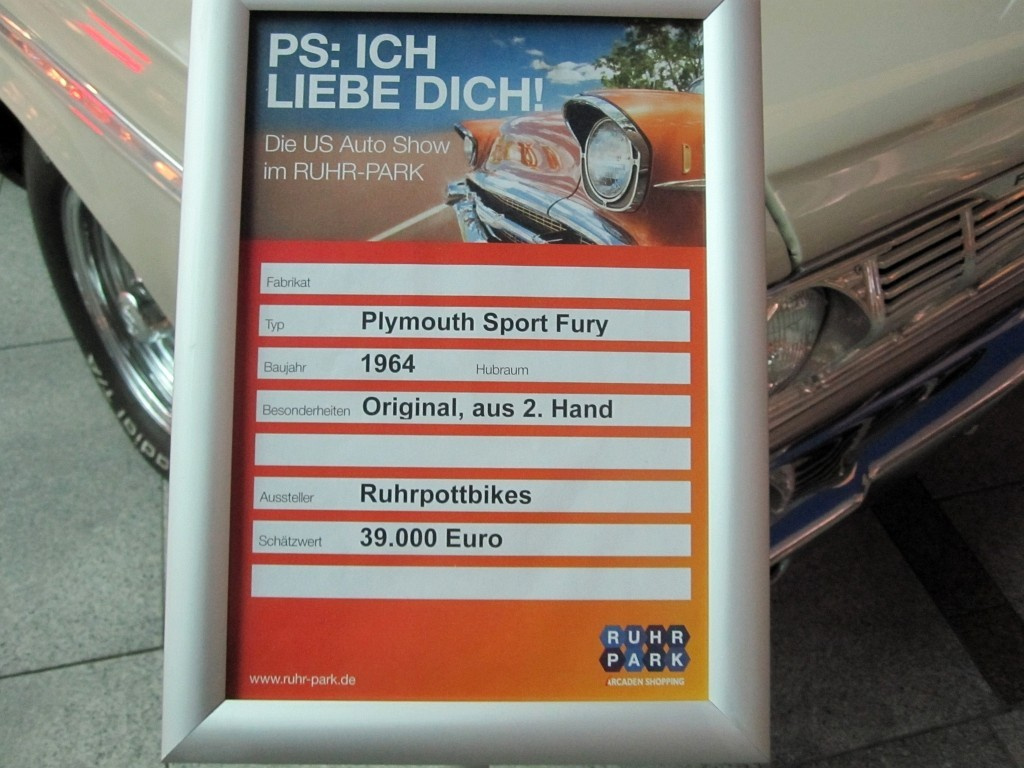 PS: ICH
LIEBE DICH!
Die US Auto Show
im RUHR-PARK
Fabrikat
Typ Plymouth Sport Fury
Baujahr 1964 Hubraum
Besonderheiten Original, aus 2. Hand
Aussteller Ruhrpottbikes
Schätzwert 39.000 Euro
www.ruhr-park.de
RUHR
PARK
ARCADEN SHOPPING